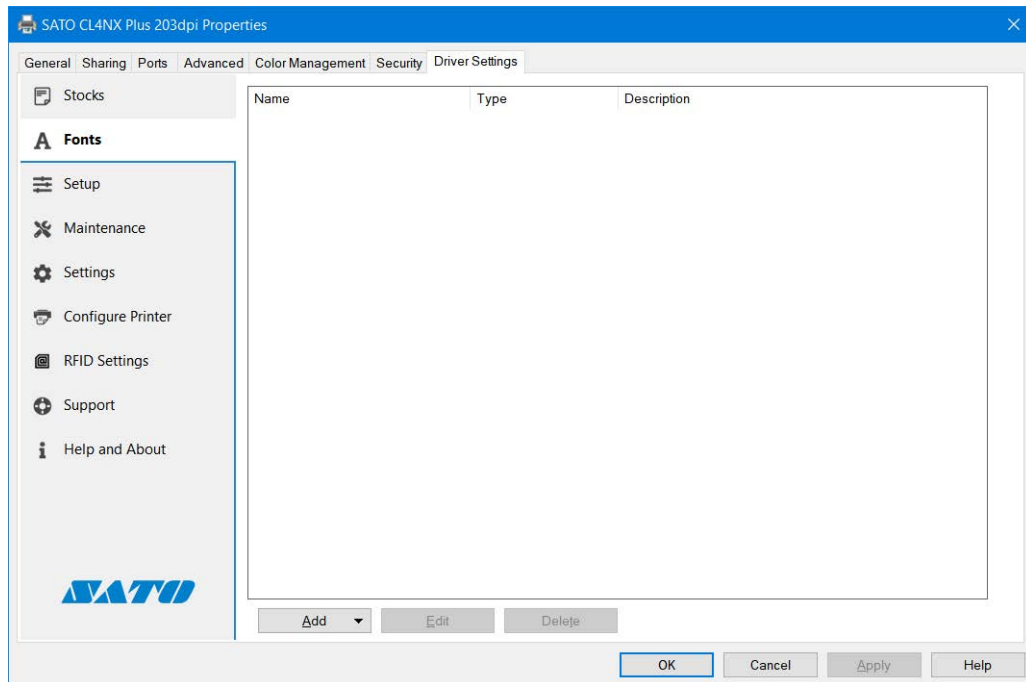 SATO CL4NX Plus 203dpi Properties
General Sharing Ports Advanced Color Management Security Driver Settings
Stocks
Fonts
Setup
Maintenance
Settings
Configure Printer
RFID Settings
Support
Help and About
SATO
Name Type Description
Add Edit Delete
OK Cancel Apply Help